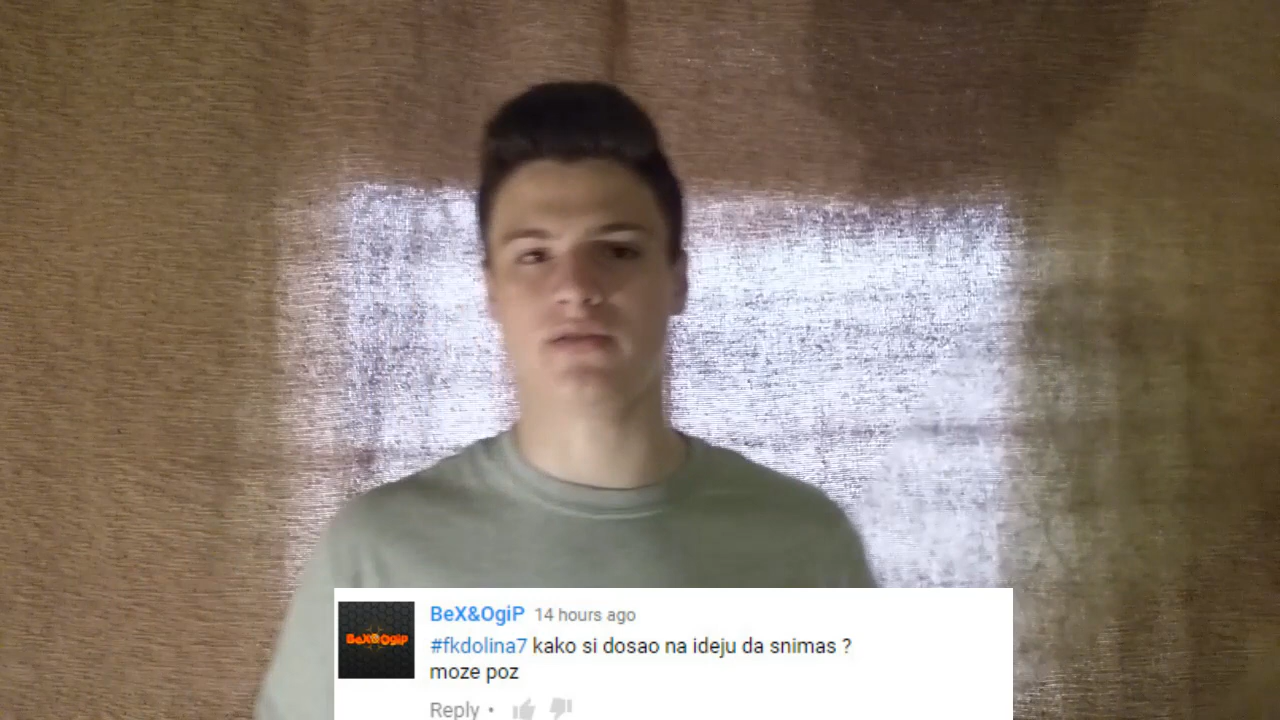 BeX&OgiP 14 hours ago
BeX&OgiP
#fkdolina7 kako si dosao na ideju da snimas ?
moze poz
Reply •